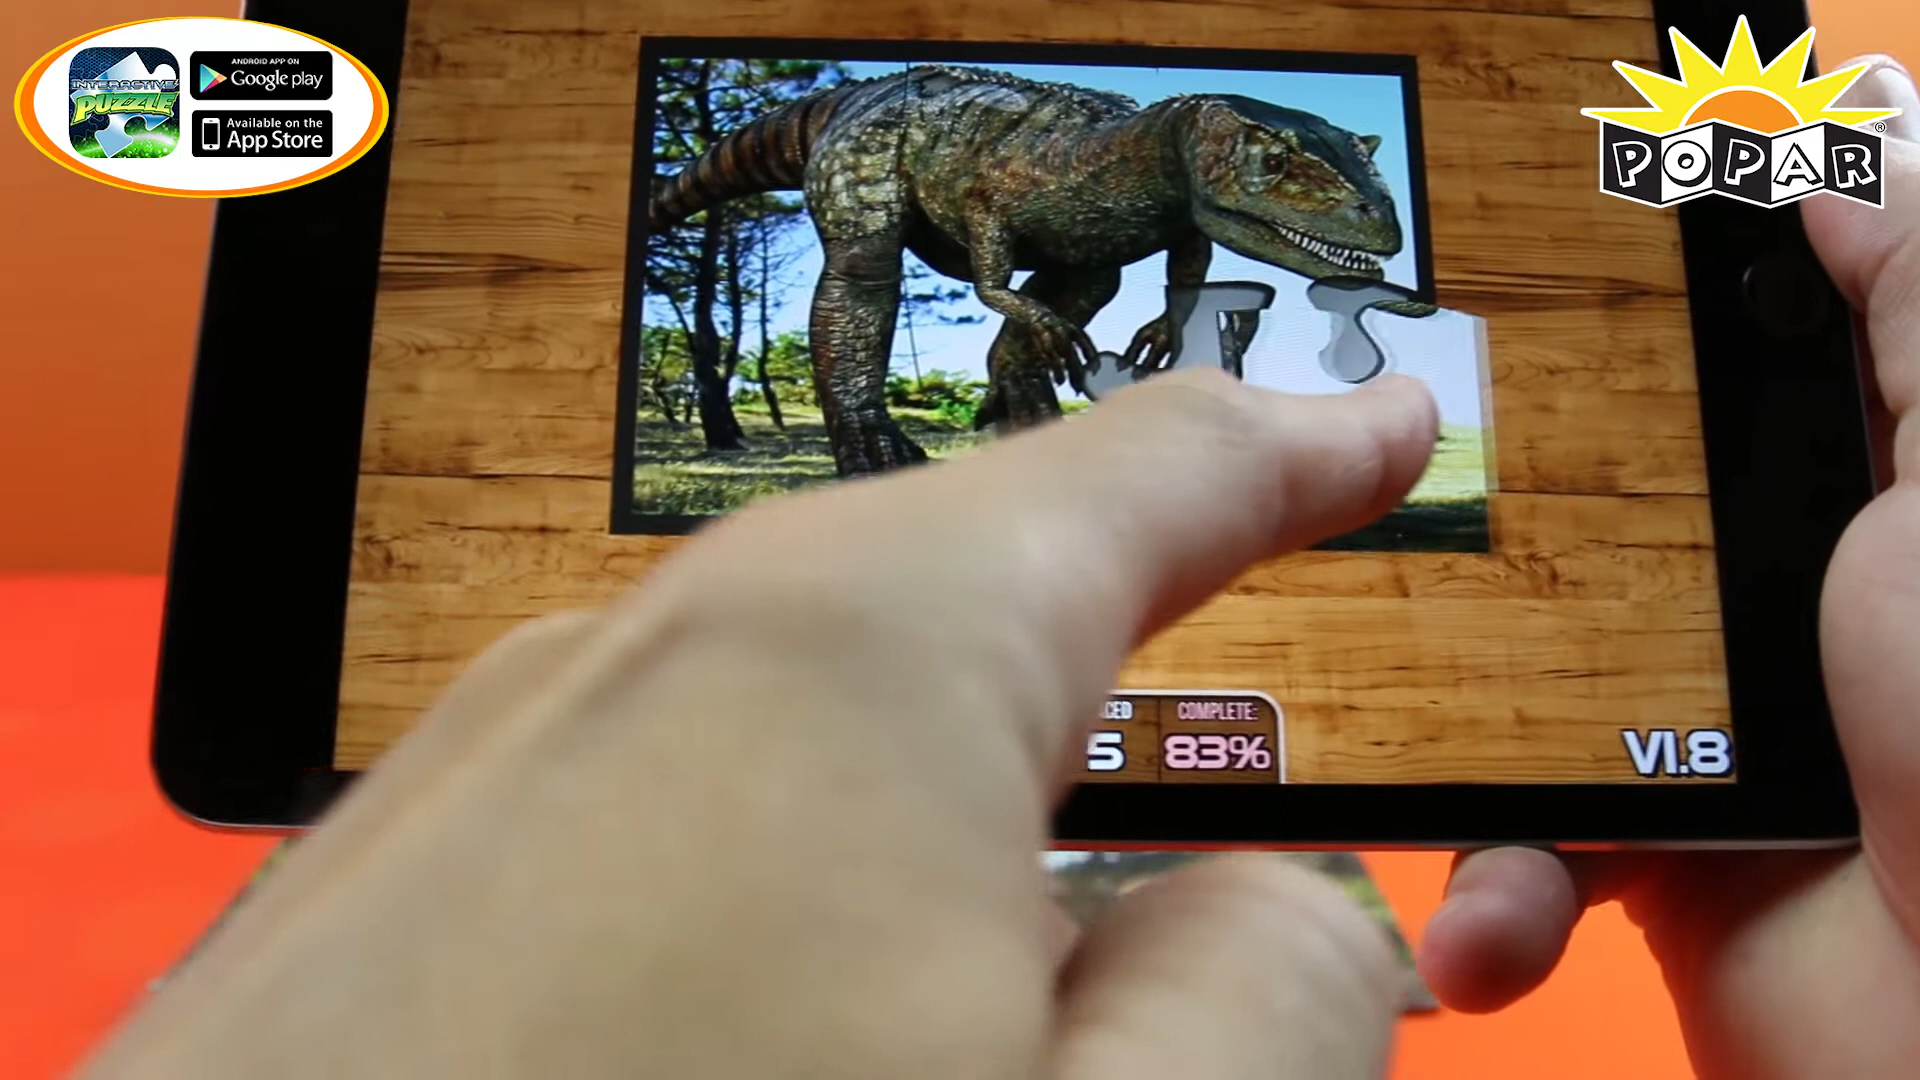 INTERACTIVE
PUZZLE
ANDROID APP ON
Google play
Available on the
App Store
POPAR®
COMPLETE:
5
83%
V1.8